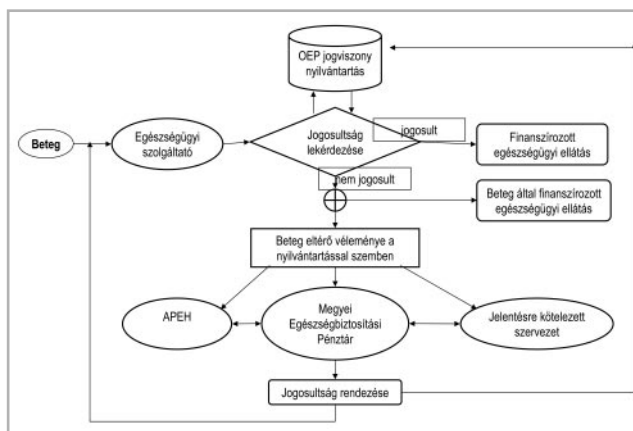 OEP jogviszony
nyilvántartás
Beteg
Egészségügyi
szolgáltató
Jogosultság
lekérdezése
jogosult
Finanszírozott
egészségügyi ellátás
nem jogosult
Beteg által finanszírozott
egészségügyi ellátás
Beteg eltérő véleménye a
nyilvántartással szemben
APEH
Megyei
Egészségbiztosítási
Pénztár
Jelentésre kötelezett
szervezet
Jogosultság rendezése